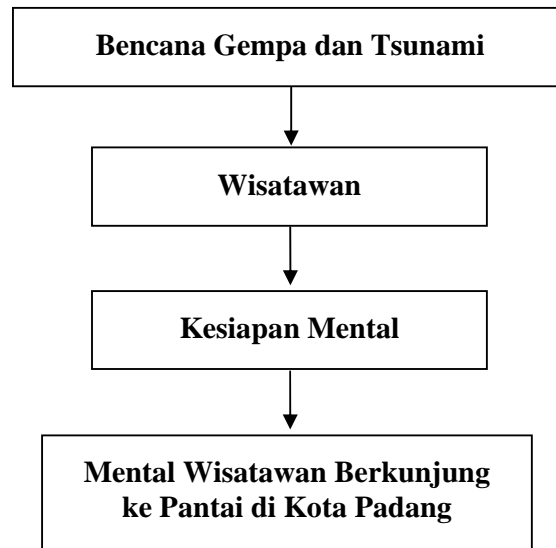 Bencana Gempa dan Tsunami
Wisatawan
Kesiapan Mental
Mental Wisatawan Berkunjung
ke Pantai di Kota Padang